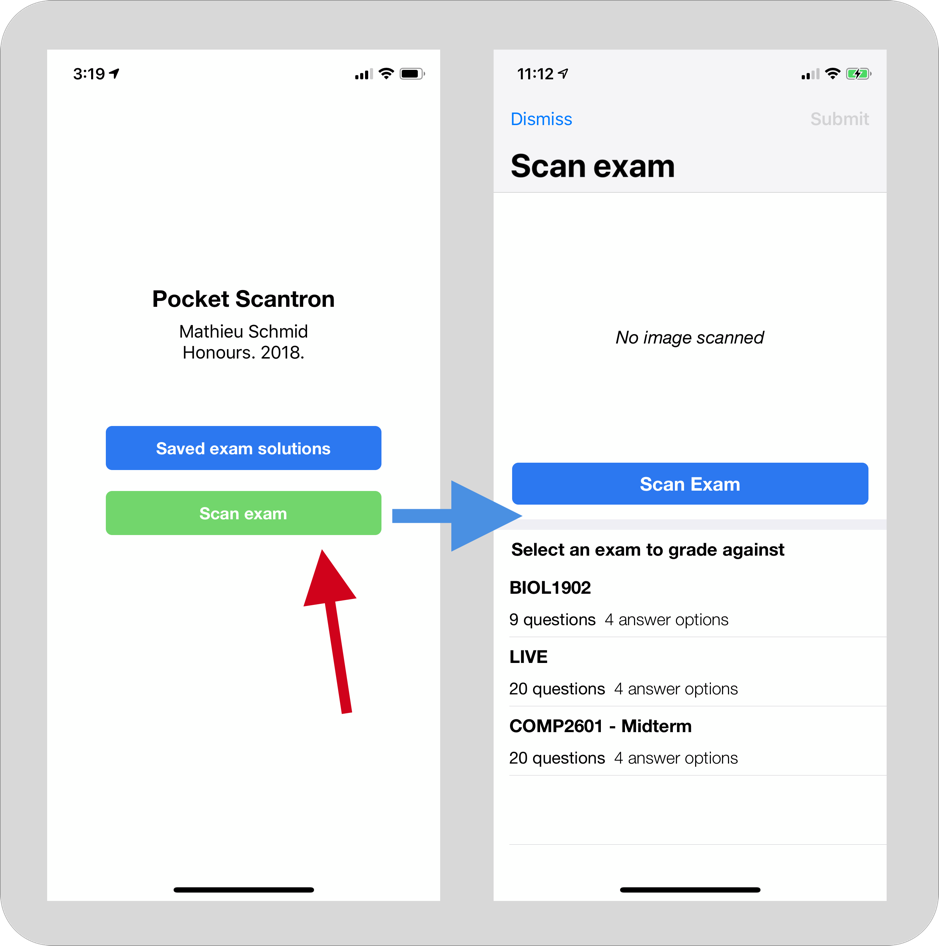 3:19
Pocket Scantron
Mathieu Schmid
Honours. 2018.
Saved exam solutions
Scan exam
11:12
Dismiss
Submit
Scan exam
No image scanned
Scan Exam
Select an exam to grade against
BIOL1902
9 questions 4 answer options
LIVE
20 questions 4 answer options
COMP2601 - Midterm
20 questions 4 answer options